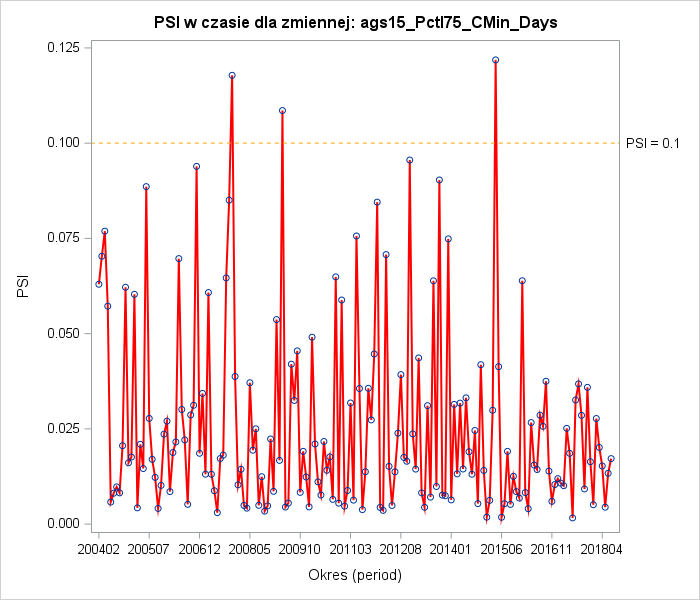 PSI w czasie dla zmiennej: ags15_Pctl75_CMin_Days
0.125
0.100
0.075
0.050
0.025
0.000
PSI
PSI = 0.1
200402 200507 200612 200805 200910 201103 201208 201401 201506 201611 201804
Okres (period)